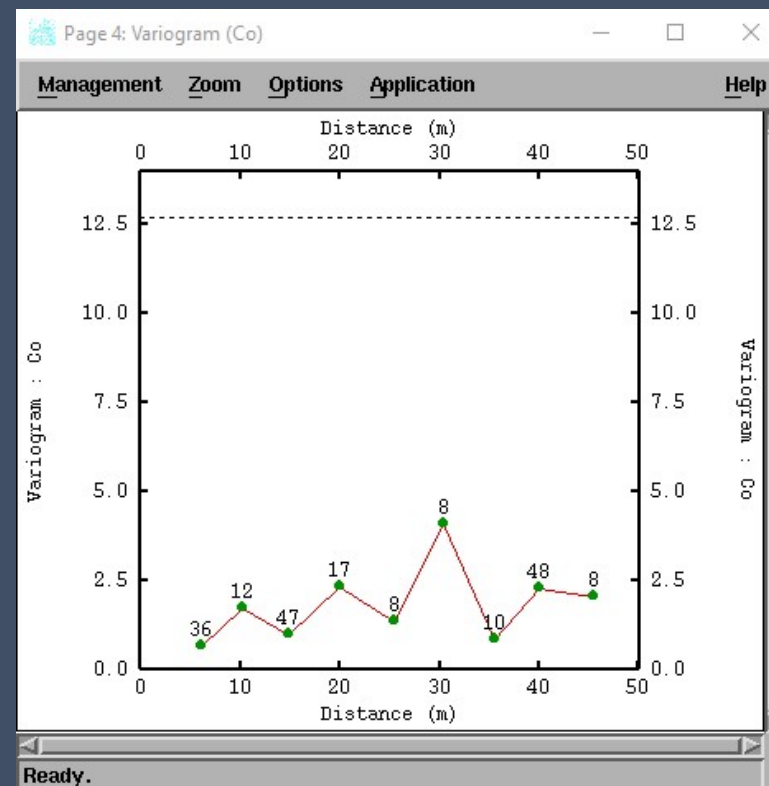 Page 4: Variogram (Co)
Management Zoom Options Application Help
Distance (m)
0 10 20 30 40 50
12.5 12.5
10.0 10.0
Variogram : Co
Variogram : Co
7.5 7.5
5.0 5.0
8
2.5 17 48 8 2.5
12 8
36 47 10
0.0 0.0
0 10 20 30 40 50
Distance (m)
Ready.